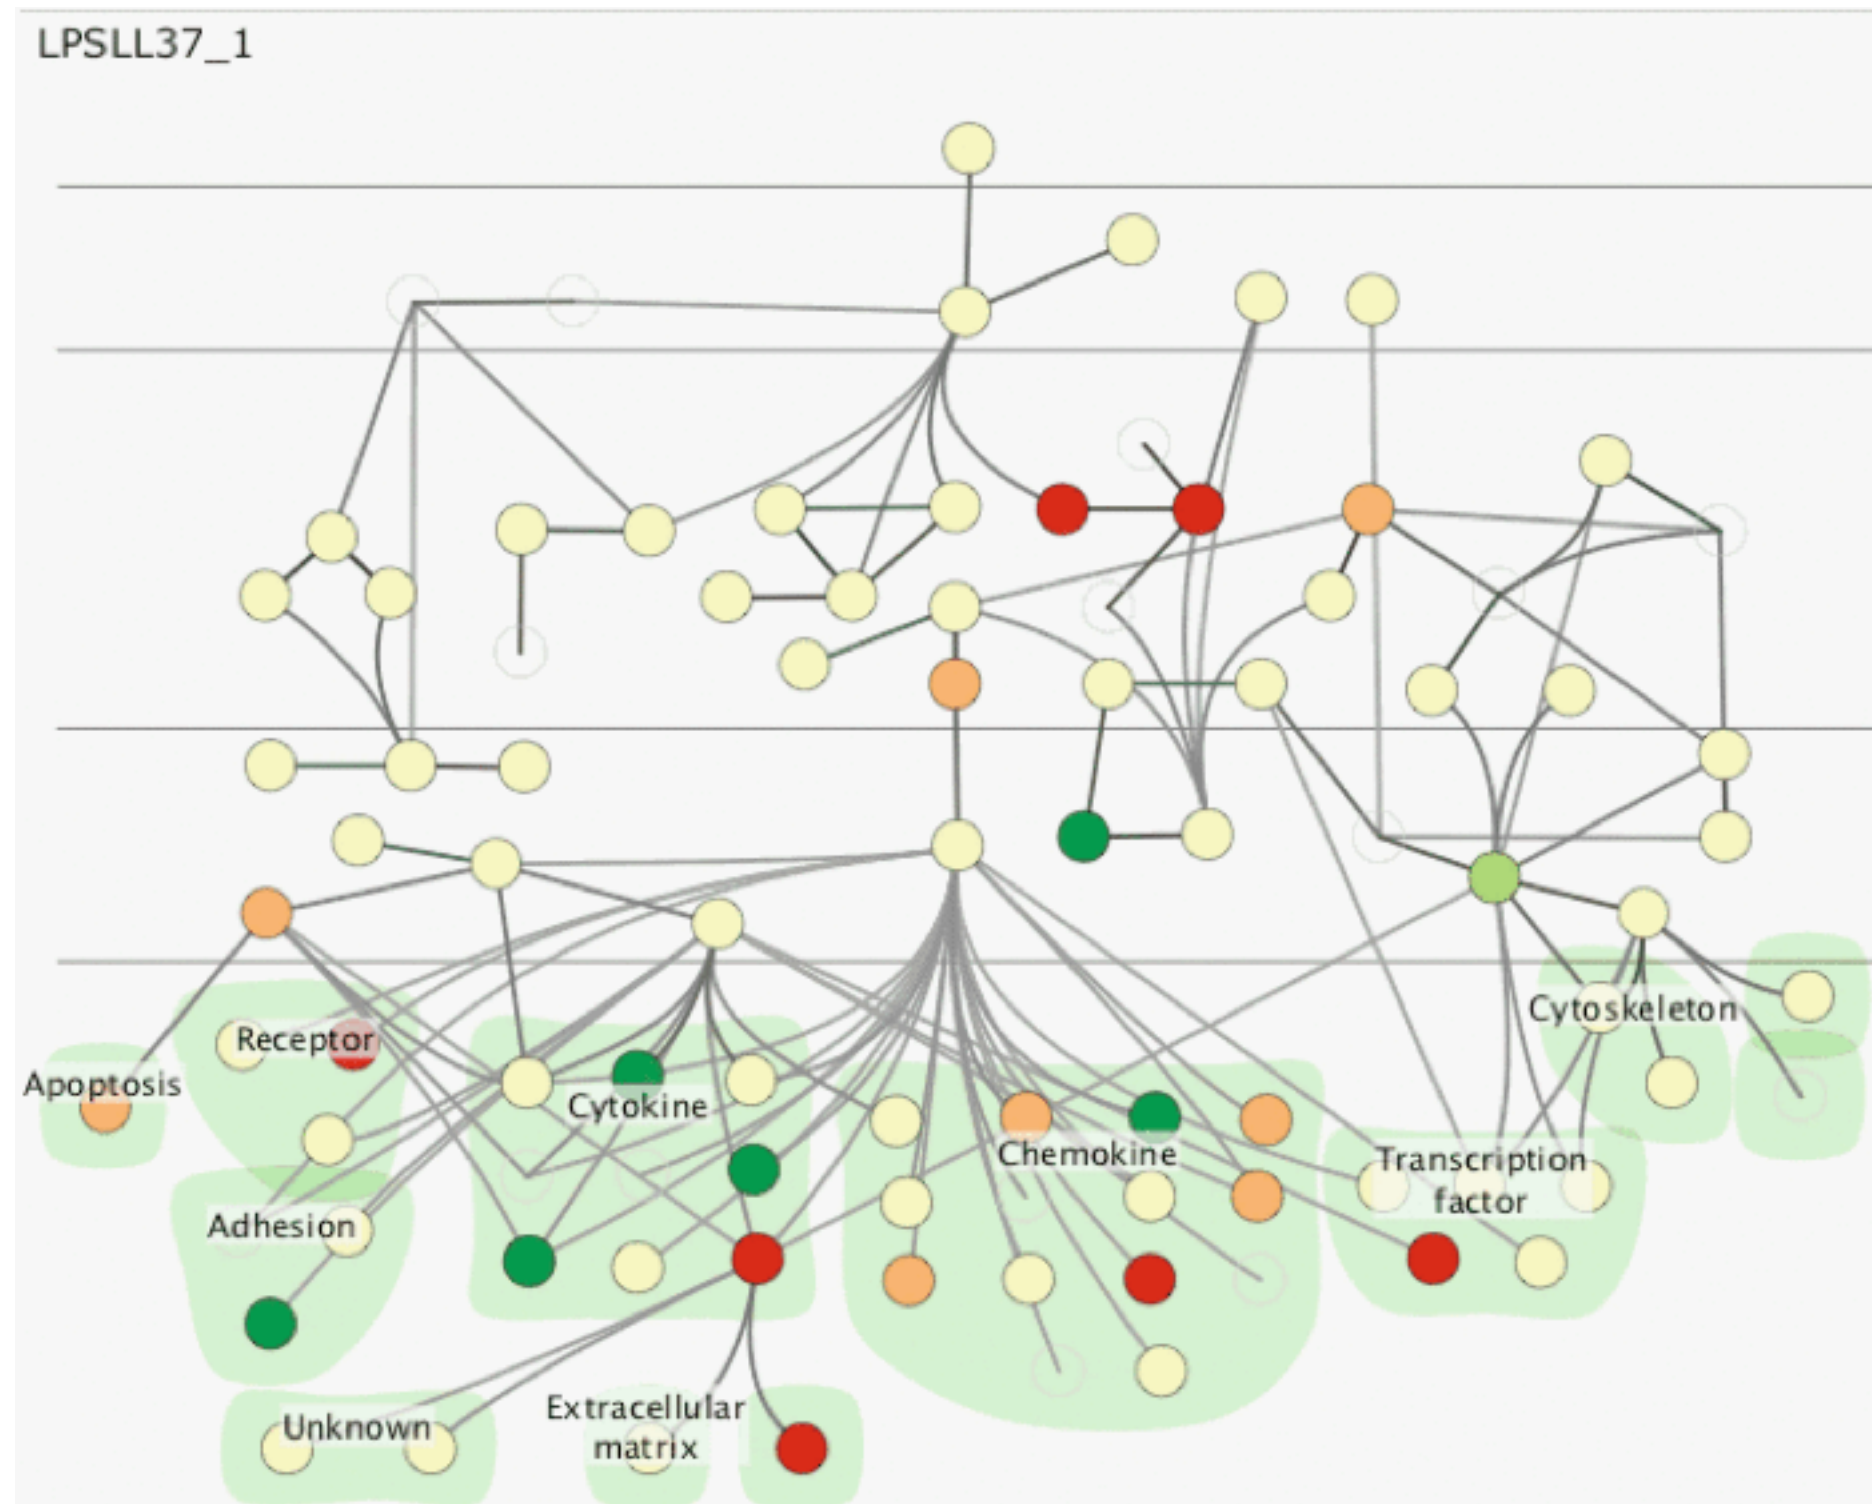 LPSLL37_1
Cytoskeleton
Receptor
Apoptosis
Cytokine
Chemokine
Transcription
factor
Adhesion
Unknown
Extracellular
matrix